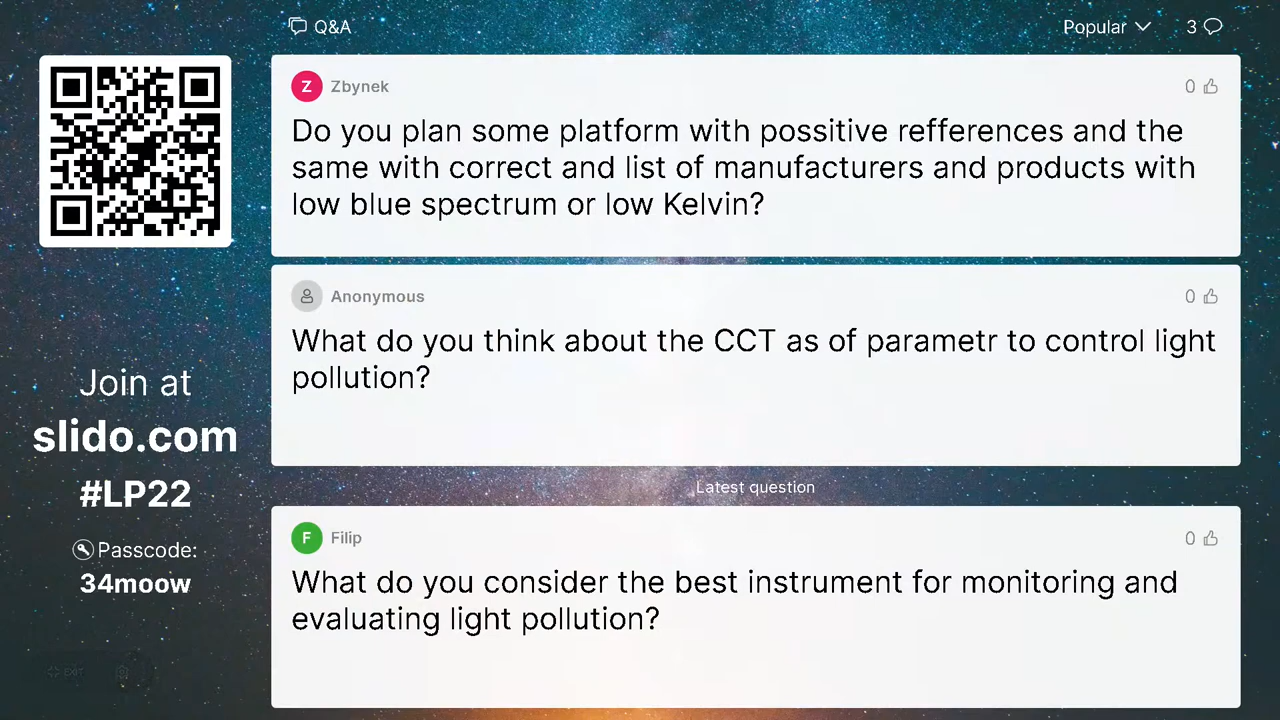 Q&A
Popular
3
Z
Zbynek
0
Do you plan some platform with possitive refferences and the
same with correct and list of manufacturers and products with
low blue spectrum or low Kelvin?
Anonymous
0
What do you think about the CCT as of parametr to control light
pollution?
Join at
slido.com
#LP22
Passcode:
34moow
Latest question
F
Filip
0
What do you consider the best instrument for monitoring and
evaluating light pollution?
EXIT